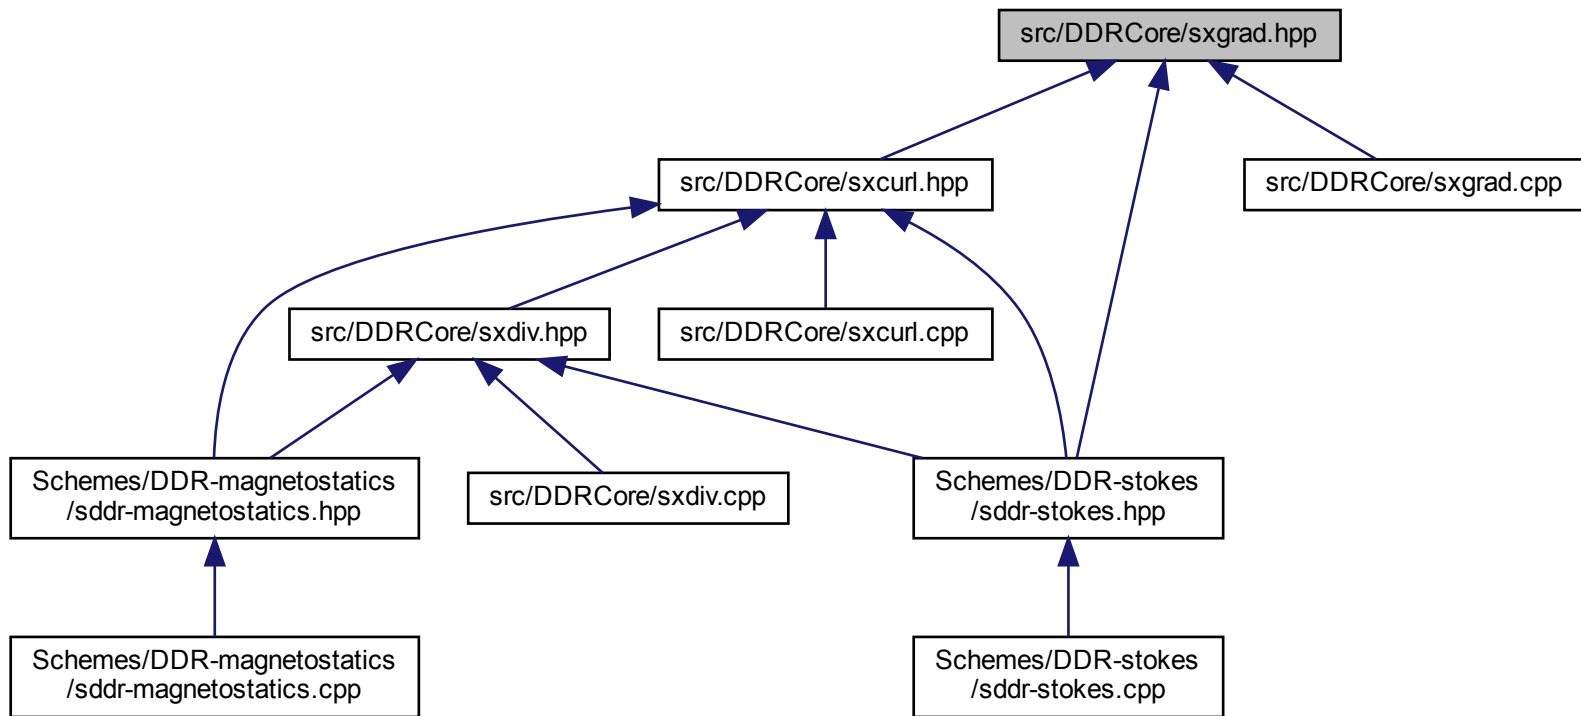 src/DDRCore/sxgrad.hpp
src/DDRCore/sxcurl.hpp
src/DDRCore/sxgrad.cpp
src/DDRCore/sxdiv.hpp
src/DDRCore/sxcurl.cpp
Schemes/DDR-magnetostatics
/sddr-magnetostatics.hpp
src/DDRCore/sxdiv.cpp
Schemes/DDR-stokes
/sddr-stokes.hpp
Schemes/DDR-magnetostatics
/sddr-magnetostatics.cpp
Schemes/DDR-stokes
/sddr-stokes.cpp